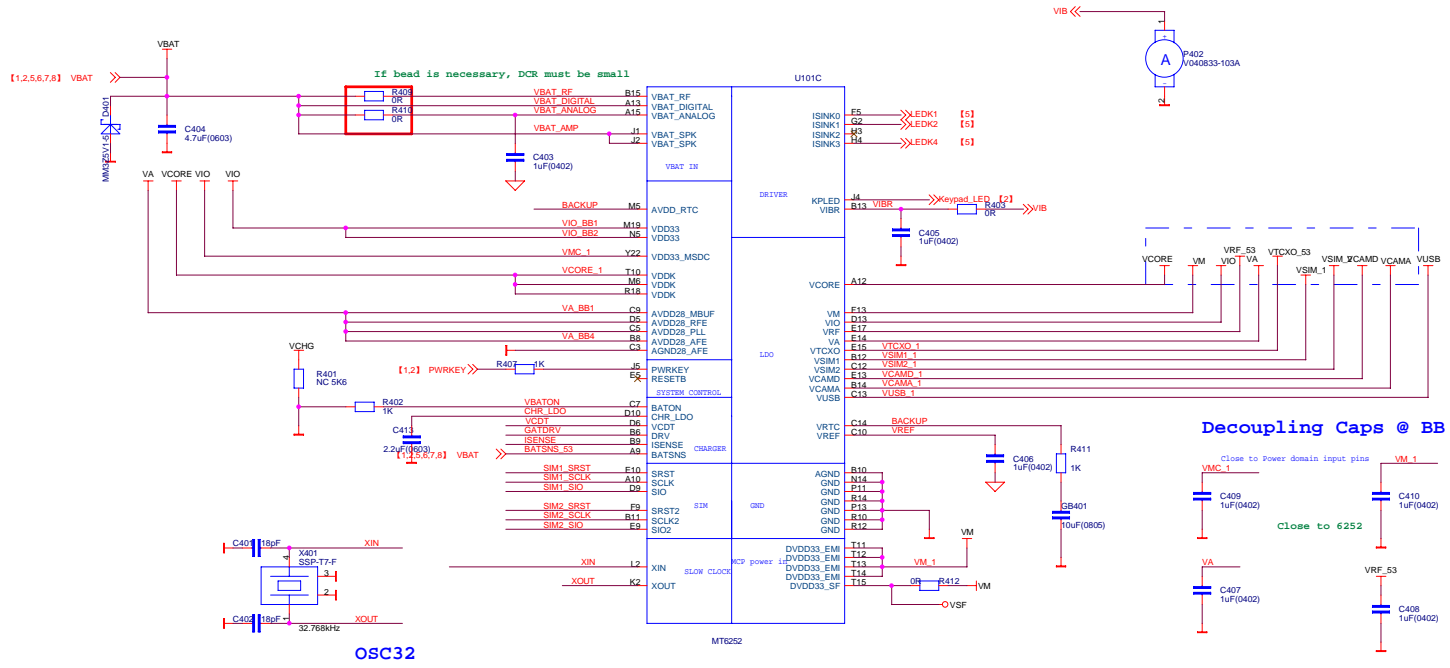 VIB
VBAT
P402
V040833-103A
A
1
2
【1,2,5,6,7,8】 VBAT
If bead is necessary, DCR must be small
U101C
D401
MM3Z5V1-5
C404
4.7uF(0603)
R409
0R
R410
0R
VBAT_RF
VBAT_DIGITAL
VBAT_ANALOG
VBAT_AMP
C403
1uF(0402)
B15
A13
A15
J1
J2
VBAT_RF
VBAT_DIGITAL
VBAT_ANALOG
VBAT_SPK
VBAT_SPK
VBAT IN
DRIVER
ISINK0
ISINK1
ISINK2
ISINK3
F5
G2
H3
H4
LEDK1 【5】
LEDK2 【5】
LEDK4 【5】
KPLED
VIBR
J4
B13
Keypad_LED 【2】
VIBR
R403
0R
VIB
C405
1uF(0402)
VA
VCORE
VIO
VIO
BACKUP
M5
AVDD_RTC
VIO_BB1
M19
VDD33
VIO_BB2
N5
VDD33
VMC_1
Y22
VDD33_MSDC
VCORE_1
T10
VDDK
M6
VDDK
R18
VDDK
VA_BB1
C9
AVDD28_MBUF
D5
AVDD28_RFE
C5
AVDD28_PLL
VA_BB4
B8
AVDD28_AFE
C3
AGND28_AFE
VCORE
VM
VIO
VRF_53
VA
VTCXO_53
VSIM_1
VSIM_2
VCAMD
VCAMA
VUSB
VCORE
A12
LDO
VM
F13
VIO
D13
VRF
E17
VA
E14
VTCXO
E15
VTCXO_1
VSIM1
B12
VSIM1_1
VSIM2
C12
VSIM2_1
VCAMD
E13
VCAMD_1
VCAMA
B14
VCAMA_1
VUSB
C13
VUSB_1
VCHG
R401
NC 5K6
【1,2】 PWRKEY
R407
1K
J5
PWRKEY
E5
RESETB
SYSTEM CONTROL
R402
1K
VBATON
C7
BATON
CHR_LDO
D10
CHR_LDO
VCDT
D6
VCDT
GATDRV
B6
DRV
ISENSE
B9
ISENSE
BATSNS_53
A9
BATSNS
CHARGER
C413
2.2uF(0603)
【1,2,5,6,7,8】 VBAT
VRTC
C14
BACKUP
VREF
C10
VREF
R411
1K
C406
1uF(0402)
GB401
10uF(0805)
SIM1_SRST
E10
SRST
SIM1_SCLK
A10
SCLK
SIM1_SIO
D9
SIO
SIM2_SRST
F9
SRST2
SIM2_SCLK
B11
SCLK2
SIM2_SIO
E9
SIO2
SIM
GND
AGND
B10
GND
N14
GND
P11
GND
R14
GND
P13
GND
R10
GND
R12
Decoupling Caps @ BB
Close to Power domain input pins
VMC_1
VM_1
C409
1uF(0402)
C410
1uF(0402)
Close to 6252
VA
VRF_53
C407
1uF(0402)
C408
1uF(0402)
C401
18pF
XIN
X401
SSP-T7-F
4
3
2
1
C402
18pF
XOUT
32.768kHz
OSC32
XIN
L2
XIN
XOUT
K2
XOUT
SLOW CLOCK
MCP power in
DVDD33_EMI
T11
DVDD33_EMI
T12
DVDD33_EMI
T13
DVDD33_EMI
T14
DVDD33_SF
T15
VM
VM_1
0R
R412
VM
VSF
MT6252